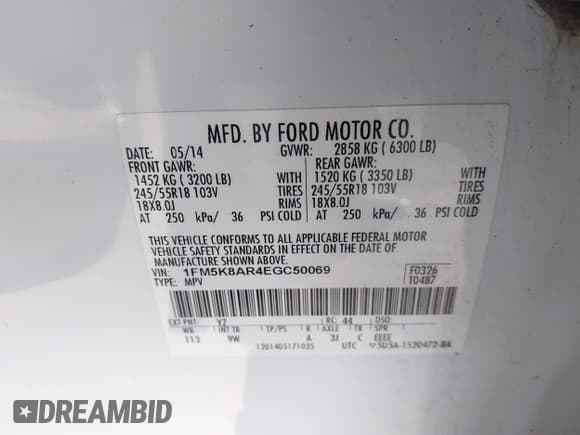 MFD. BY FORD MOTOR CO.
DATE: 05/14 GVWR: 2858 KG ( 6300 LB)
FRONT GAWR: REAR GAWR:
1452 KG ( 3200 LB) 1520 KG ( 3350 LB)
245/55R18 103V TIRES 245/55R18 103V TIRES
18X8.0J RIMS 18X8.0J RIMS
AT 250 kPa/ 36 PSI COLD AT 250 kPa/ 36 PSI COLD
THIS VEHICLE CONFORMS TO ALL APPLICABLE FEDERAL MOTOR
VEHICLE SAFETY STANDARDS IN EFFECT ON THE DATE OF
MANUFACTURE SHOWN ABOVE.
VIN: 1FM5K8AR4EGC50069 F0326
TYPE: MPV T0487
EXT PNT: YZ RC: 44 DSO:
WB INT TR TP/PS R AXLE TR SPR
113 9W A 3J C EEEE
1201405171025 UTC 5U5A-1520472-BA
DREAMBID